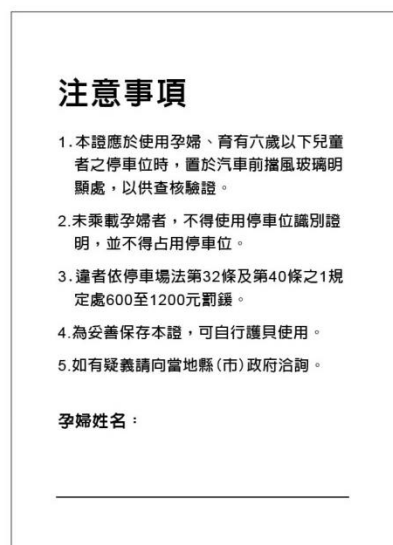 注意事項
1.本證應於使用孕婦、育有六歲以下兒童
者之停車位時，置於汽車前擋風玻璃明
顯處，以供查核驗證。
2.未乘載孕婦者，不得使用停車位識別證
明，並不得占用停車位。
3.違者依停車場法第32條及第40條之1規
定處600至1200元罰鍰。
4.為妥善保存本證，可自行護貝使用。
5.如有疑義請向當地縣(市)政府洽詢。
孕婦姓名：